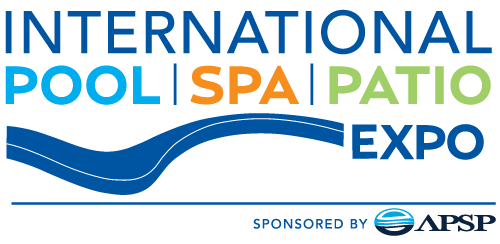 INTERNATIONAL
POOL | SPA | PATIO
EXPO
SPONSORED BY APSP